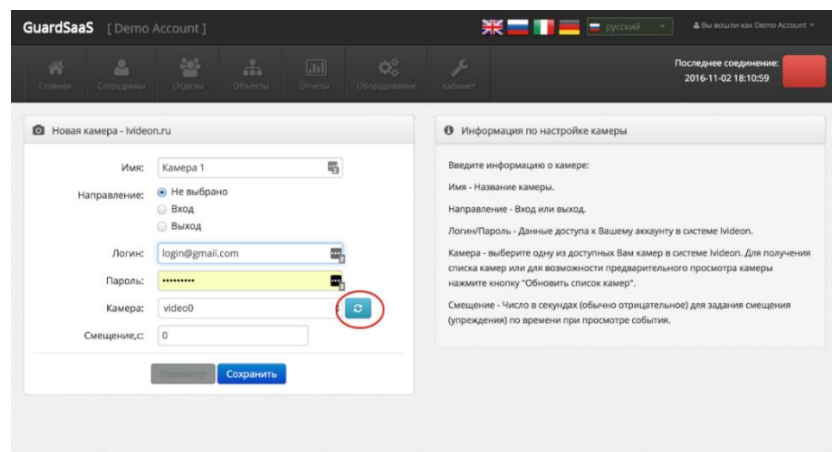 GuardSaaS [ Demo Account ]
русский
Вы вошли как Demo Account
Последнее соединение:
2016-11-02 18:10:59
Главная
Сотрудники
Отделы
Объекты
Отчеты
Оборудование
Кабинет
Новая камера - Ivideon.ru
Имя: Камера 1
Направление: Не выбрано
Вход
Выход
Логин: login@gmail.com
Пароль: •••••••••
Камера: video0
Смещение,с: 0
Просмотр Сохранить
Информация по настройке камеры
Введите информацию о камере:
Имя - Название камеры.
Направление - Вход или выход.
Логин/Пароль - Данные доступа к Вашему аккаунту в системе Ivideon.
Камера - выберите одну из доступных Вам камер в системе Ivideon. Для получения
списка камер или для возможности предварительного просмотра камеры
нажмите кнопку "Обновить список камер".
Смещение - Число в секундах (обычно отрицательное) для задания смещения
(упреждения) по времени при просмотре события.